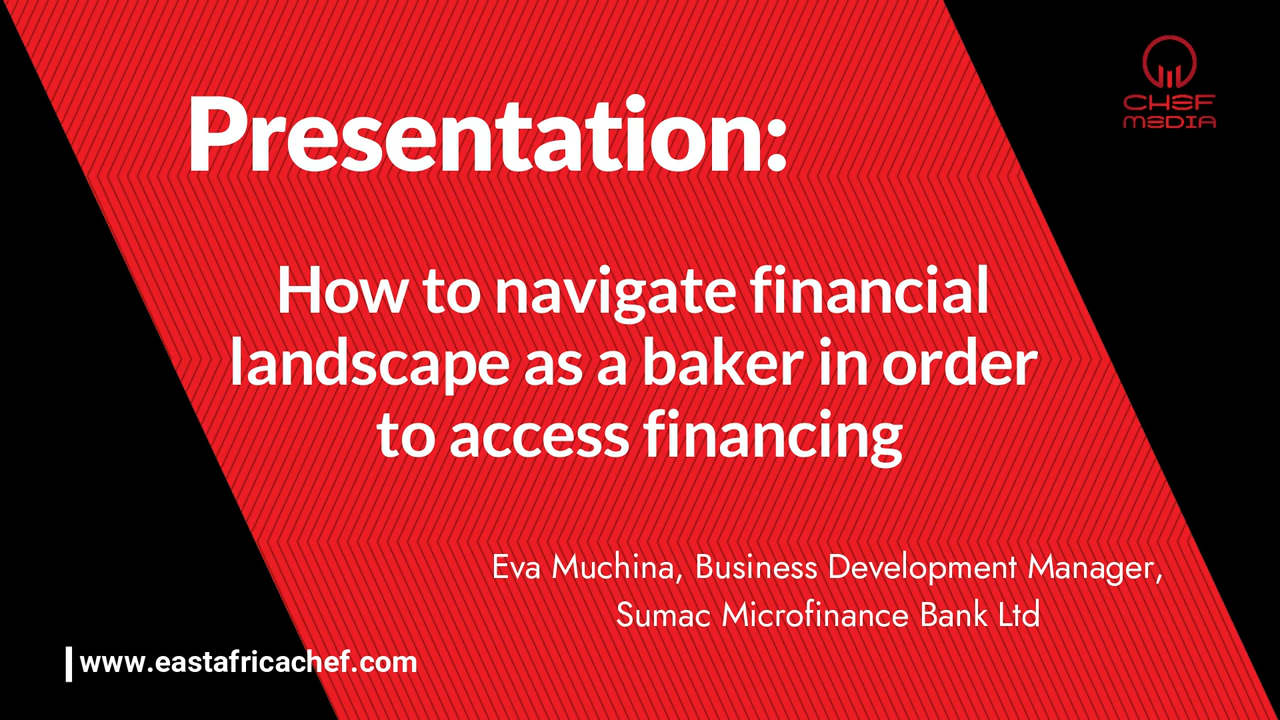 CHEF
MEDIA
Presentation:
How to navigate financial
landscape as a baker in order
to access financing
Eva Muchina, Business Development Manager,
Sumac Microfinance Bank Ltd
www.eastafricachef.com